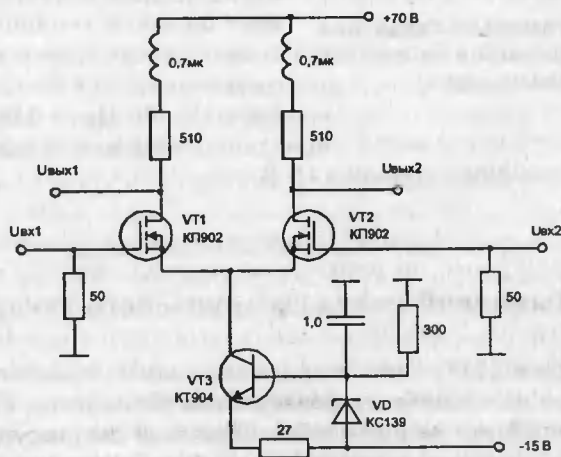 +70 В
0,7мк
0,7мк
510
510
Uвых1
Uвых2
VT1
КП902
VT2
КП902
Uвх1
Uвх2
50
50
1,0
300
VT3
КТ904
VD
КС139
27
-15 В